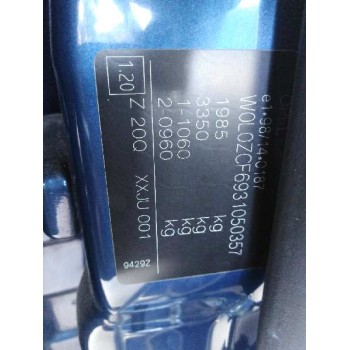 e1*98/14*0187
W0L0ZCF6931050357
1985 kg
3350 kg
1-1060 kg
2-0960 kg
1.20 Z 20Q XXJU 001
94292